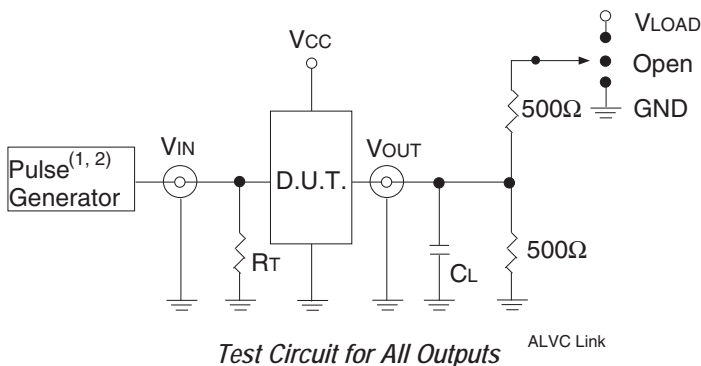 VLOAD
VCC
Open
500Ω
GND
VIN
VOUT
Pulse(1, 2)
Generator
D.U.T.
500Ω
RT
CL
Test Circuit for All Outputs
ALVC Link